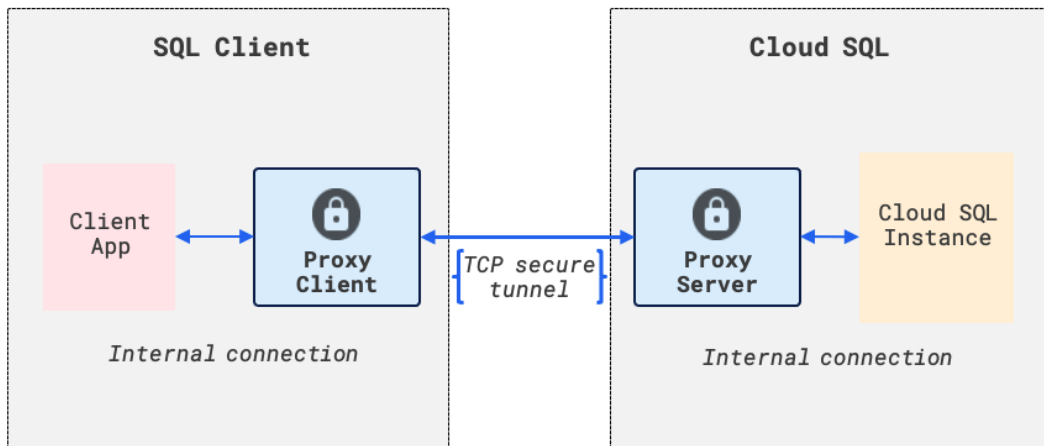 SQL Client
Cloud SQL
Client
App
Proxy
Client
TCP secure
tunnel
Proxy
Server
Cloud SQL
Instance
Internal connection
Internal connection